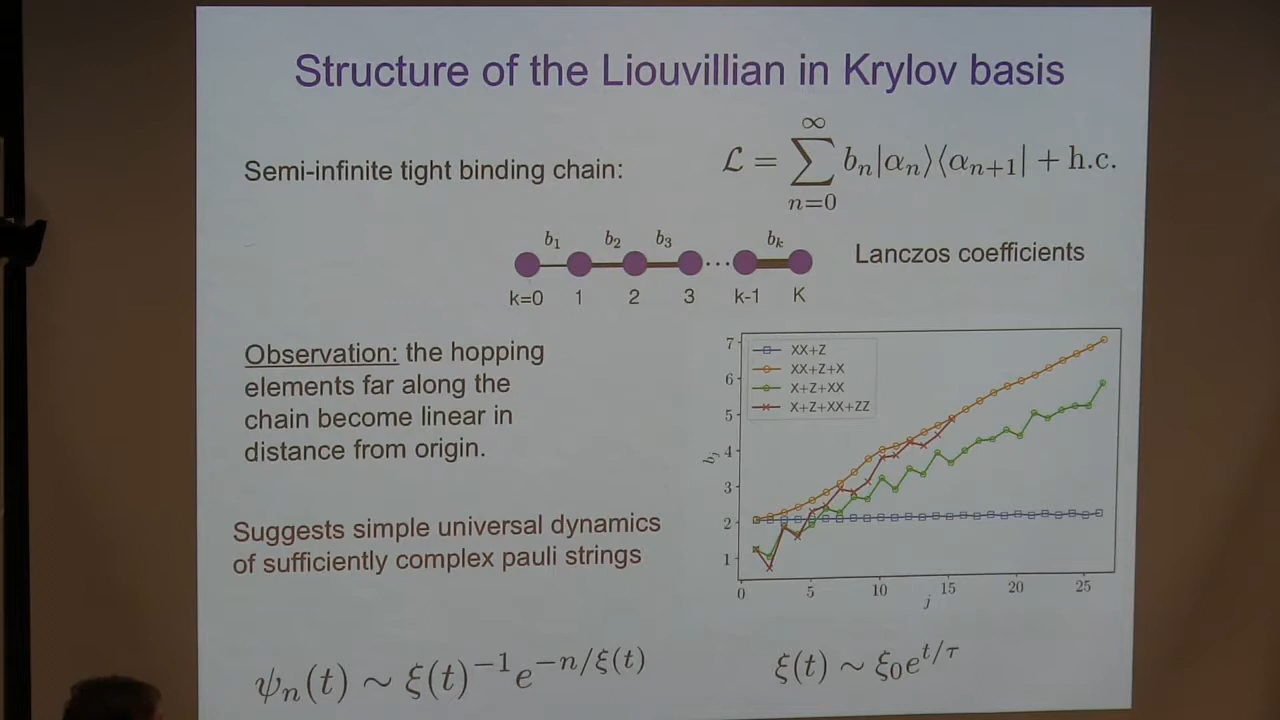 Structure of the Liouvillian in Krylov basis
Semi-infinite tight binding chain:
ℒ = ∑_{n=0}^{∞} b_n|α_n⟩⟨α_{n+1}| + h.c.
b_1 b_2 b_3 b_k
···
Lanczos coefficients
k=0 1 2 3 k-1 K
Observation: the hopping
elements far along the
chain become linear in
distance from origin.
Suggests simple universal dynamics
of sufficiently complex pauli strings
XX+Z
XX+Z+X
X+Z+XX
X+Z+XX+ZZ
7
6
5
4
3
2
1
b_j
0 5 10 15 20 25
j
ψ_n(t) ∼ ξ(t)^{−1}e^{−n/ξ(t)}
ξ(t) ∼ ξ_0e^{t/τ}